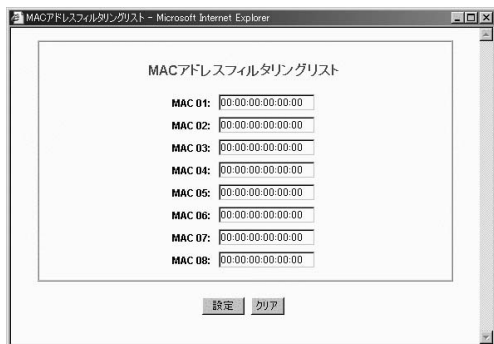 MACアドレスフィルタリングリスト - Microsoft Internet Explorer
MACアドレスフィルタリングリスト
MAC 01: 00:00:00:00:00:00
MAC 02: 00:00:00:00:00:00
MAC 03: 00:00:00:00:00:00
MAC 04: 00:00:00:00:00:00
MAC 05: 00:00:00:00:00:00
MAC 06: 00:00:00:00:00:00
MAC 07: 00:00:00:00:00:00
MAC 08: 00:00:00:00:00:00
設定 クリア